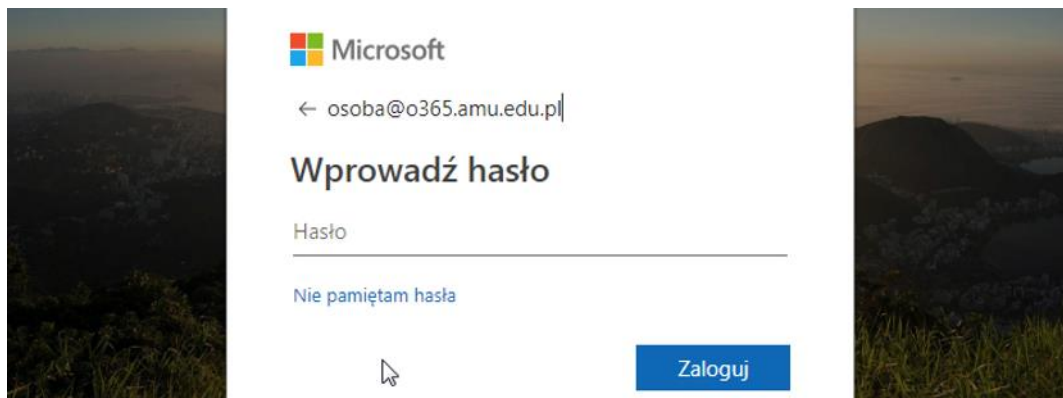 Microsoft
← osoba@o365.amu.edu.pl
Wprowadź hasło
Hasło
Nie pamiętam hasła
Zaloguj